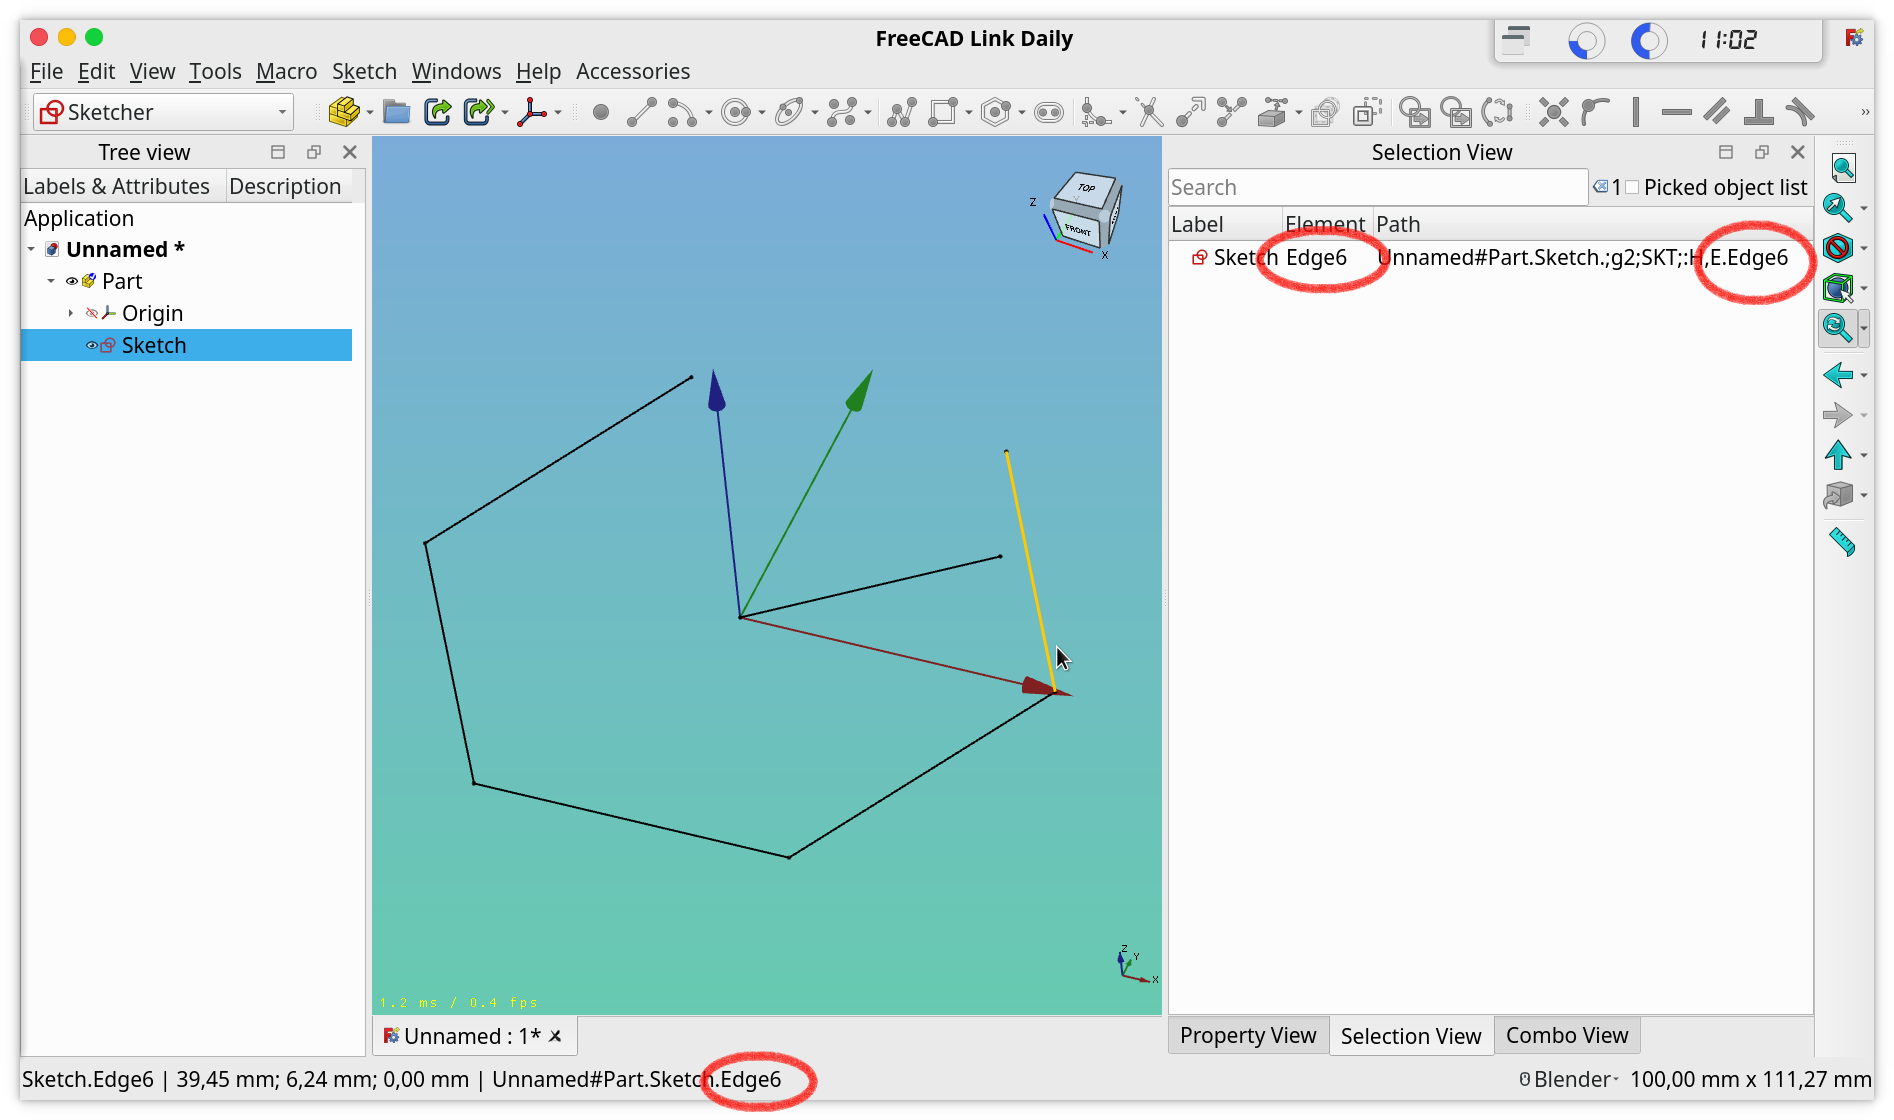 FreeCAD Link Daily
11:02
File Edit View Tools Macro Sketch Windows Help Accessories
Sketcher
Tree view
Labels & Attributes Description
Application
Unnamed *
Part
Origin
Sketch
TOP
FRONT
Z
X
Z
Y
X
1.2 ms / 0.4 fps
Unnamed : 1*
Selection View
Search
1 Picked object list
Label Element Path
Sketch Edge6 Unnamed#Part.Sketch.;g2;SKT;:H,E.Edge6
Property View Selection View Combo View
Sketch.Edge6 | 39,45 mm; 6,24 mm; 0,00 mm | Unnamed#Part.Sketch.Edge6
Blender 100,00 mm x 111,27 mm